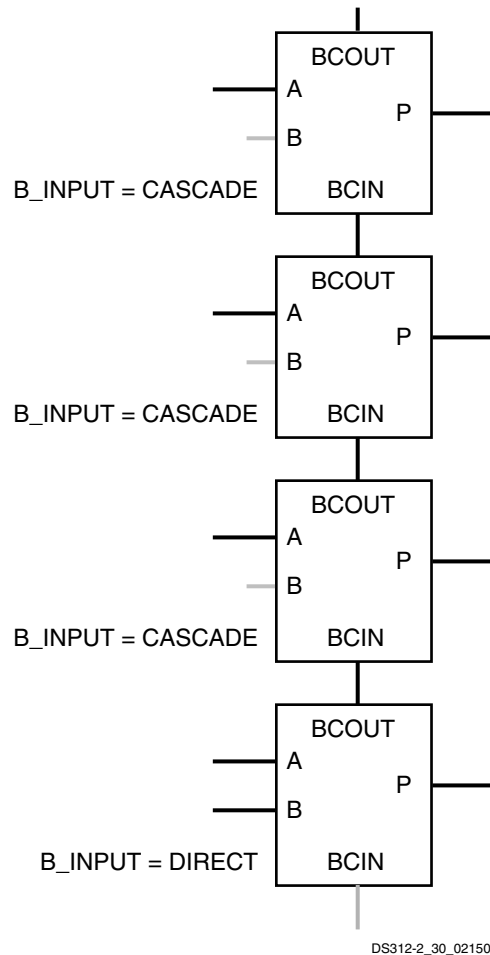 BCOUT
A
P
B
B_INPUT = CASCADE BCIN
BCOUT
A
P
B
B_INPUT = CASCADE BCIN
BCOUT
A
P
B
B_INPUT = CASCADE BCIN
BCOUT
A
P
B
B_INPUT = DIRECT BCIN
DS312-2_30_02150